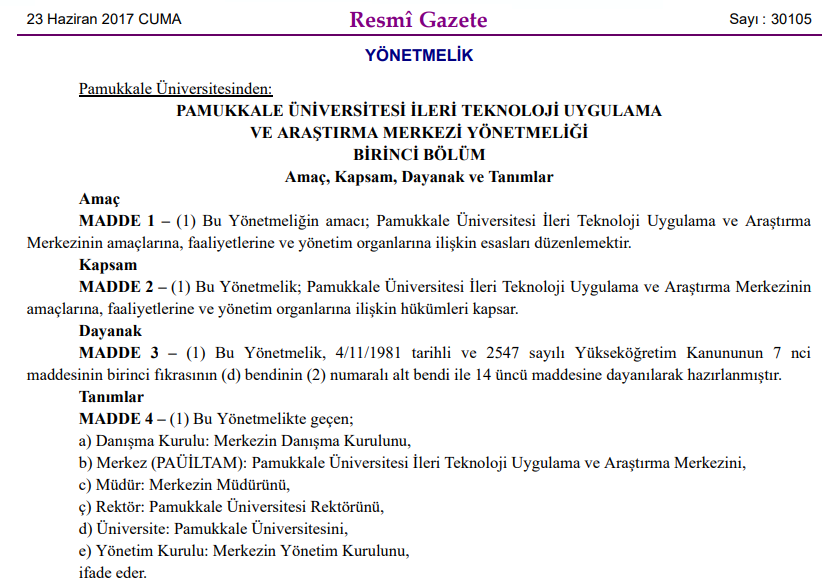 23 Haziran 2017 CUMA
Resmî Gazete
Sayı : 30105
YÖNETMELİK
Pamukkale Üniversitesinden:
PAMUKKALE ÜNİVERSİTESİ İLERİ TEKNOLOJİ UYGULAMA
VE ARAŞTIRMA MERKEZİ YÖNETMELİĞİ
BİRİNCİ BÖLÜM
Amaç, Kapsam, Dayanak ve Tanımlar
Amaç
MADDE 1 – (1) Bu Yönetmeliğin amacı; Pamukkale Üniversitesi İleri Teknoloji Uygulama ve Araştırma
Merkezinin amaçlarına, faaliyetlerine ve yönetim organlarına ilişkin esasları düzenlemektir.
Kapsam
MADDE 2 – (1) Bu Yönetmelik; Pamukkale Üniversitesi İleri Teknoloji Uygulama ve Araştırma Merkezinin
amaçlarına, faaliyetlerine ve yönetim organlarına ilişkin hükümleri kapsar.
Dayanak
MADDE 3 – (1) Bu Yönetmelik, 4/11/1981 tarihli ve 2547 sayılı Yükseköğretim Kanununun 7 nci
maddesinin birinci fıkrasının (d) bendinin (2) numaralı alt bendi ile 14 üncü maddesine dayanılarak hazırlanmıştır.
Tanımlar
MADDE 4 – (1) Bu Yönetmelikte geçen;
a) Danışma Kurulu: Merkezin Danışma Kurulunu,
b) Merkez (PAÜİLTAM): Pamukkale Üniversitesi İleri Teknoloji Uygulama ve Araştırma Merkezini,
c) Müdür: Merkezin Müdürünü,
ç) Rektör: Pamukkale Üniversitesi Rektörünü,
d) Üniversite: Pamukkale Üniversitesini,
e) Yönetim Kurulu: Merkezin Yönetim Kurulunu,
ifade eder.